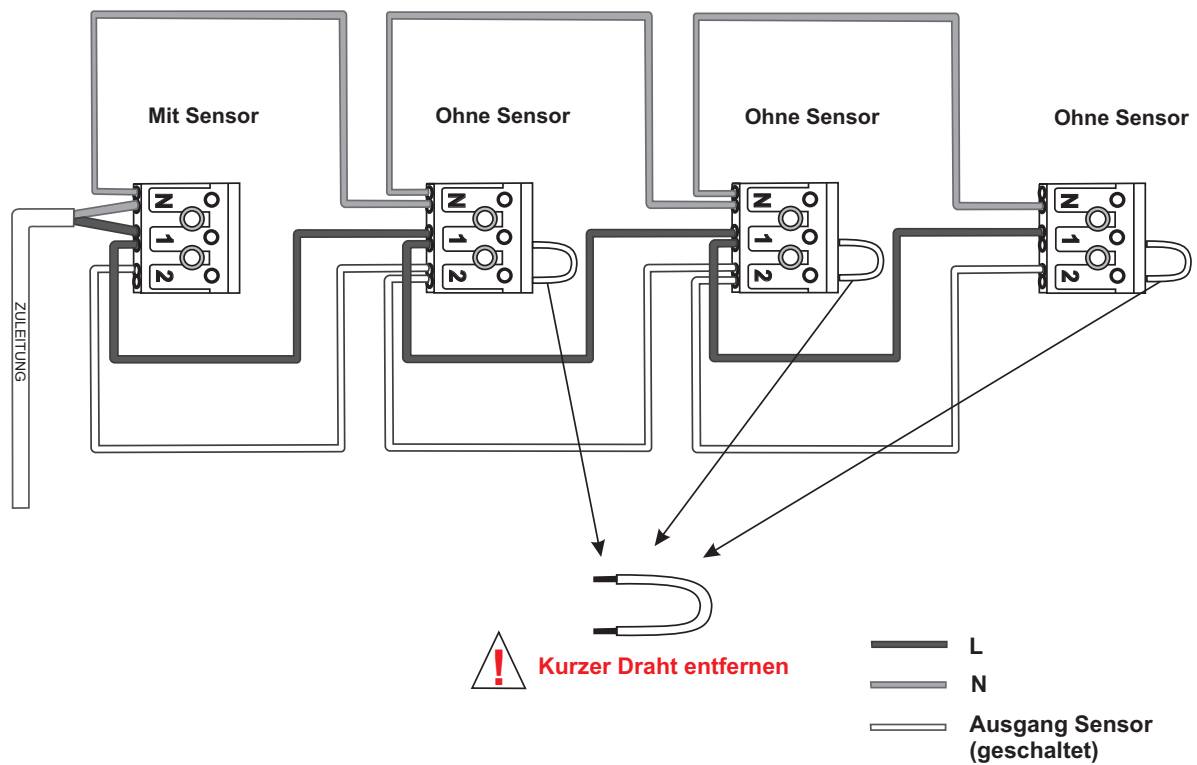 Mit Sensor
Ohne Sensor
Ohne Sensor
Ohne Sensor
N
1
2
N
1
2
N
1
2
N
1
2
ZULEITUNG
!
Kurzer Draht entfernen
L
N
Ausgang Sensor
(geschaltet)